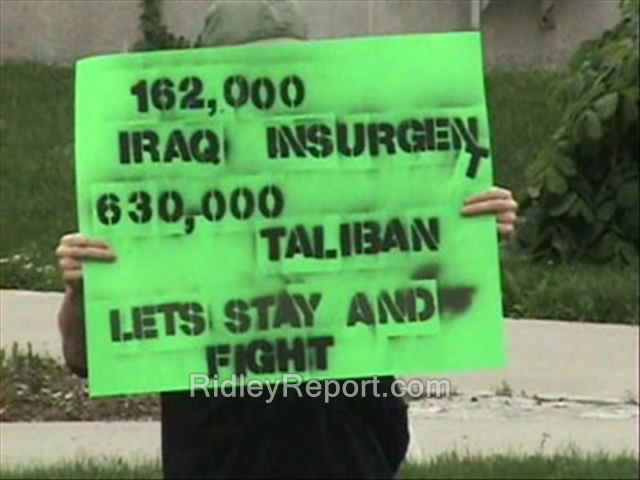 162,000
IRAQ INSURGENT
630,000
TALIBAN
LETS STAY AND
FIGHT
RidleyReport.com